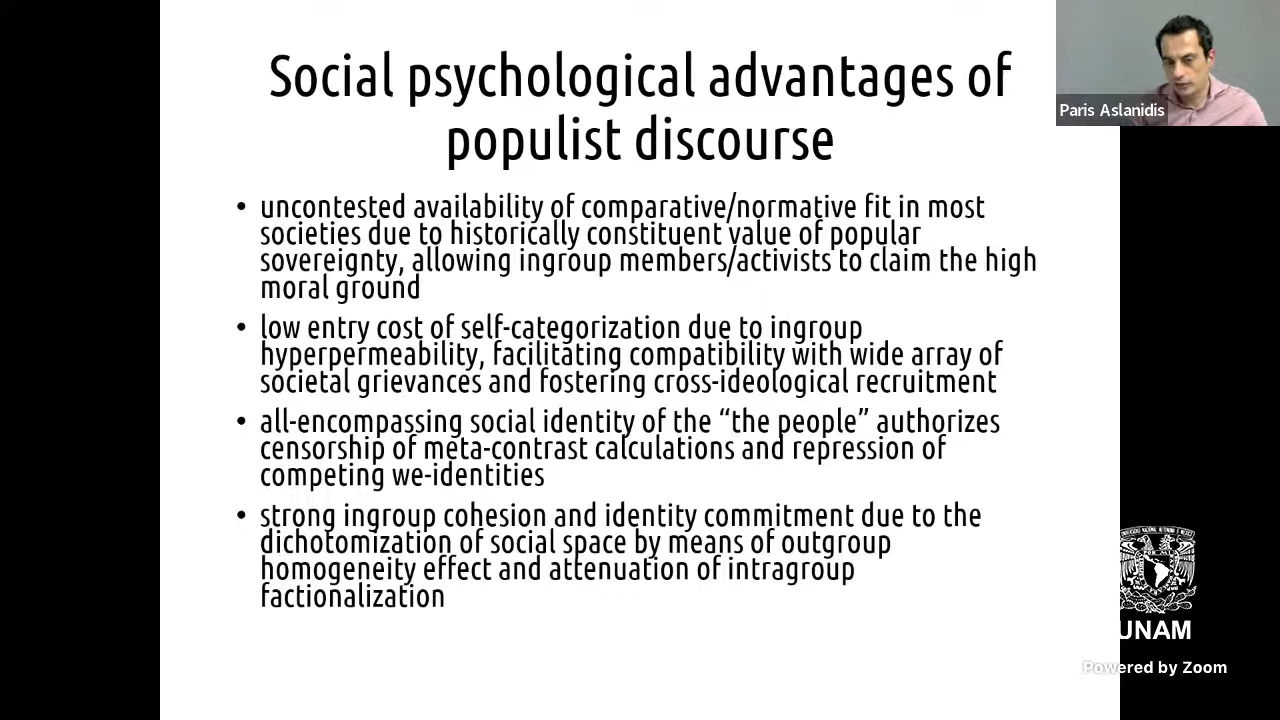 Social psychological advantages of
populist discourse
Paris Aslanidis
• uncontested availability of comparative/normative fit in most
societies due to historically constituent value of popular
sovereignty, allowing ingroup members/activists to claim the high
moral ground
• low entry cost of self-categorization due to ingroup
hyperpermeability, facilitating compatibility with wide array of
societal grievances and fostering cross-ideological recruitment
• all-encompassing social identity of the “the people” authorizes
censorship of meta-contrast calculations and repression of
competing we-identities
• strong ingroup cohesion and identity commitment due to the
dichotomization of social space by means of outgroup
homogeneity effect and attenuation of intragroup
factionalization
UNAM
Powered by Zoom